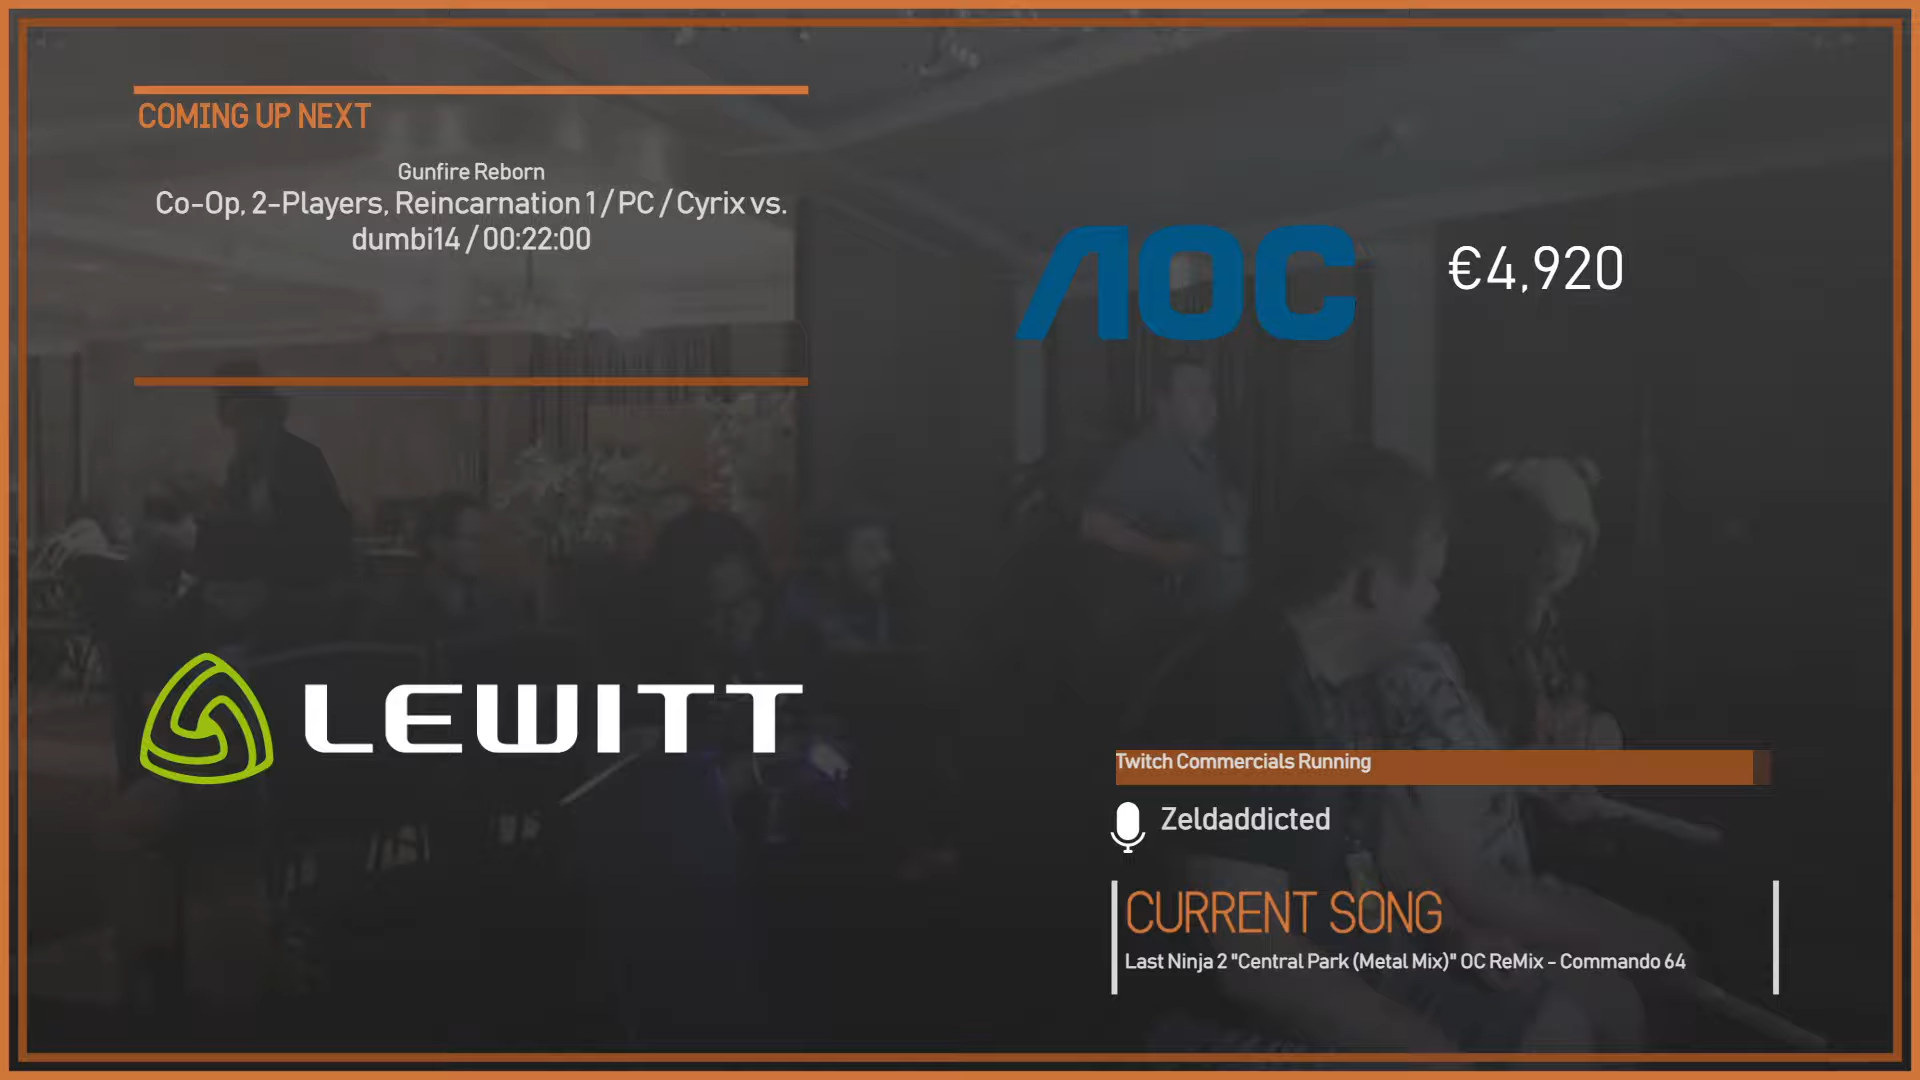 COMING UP NEXT
Gunfire Reborn
Co-Op, 2-Players, Reincarnation 1 / PC / Cyrix vs.
dumbi14 / 00:22:00
AOC
€4,920
LEWITT
Twitch Commercials Running
Zeldaddicted
CURRENT SONG
Last Ninja 2 "Central Park (Metal Mix)" OC ReMix - Commando 64